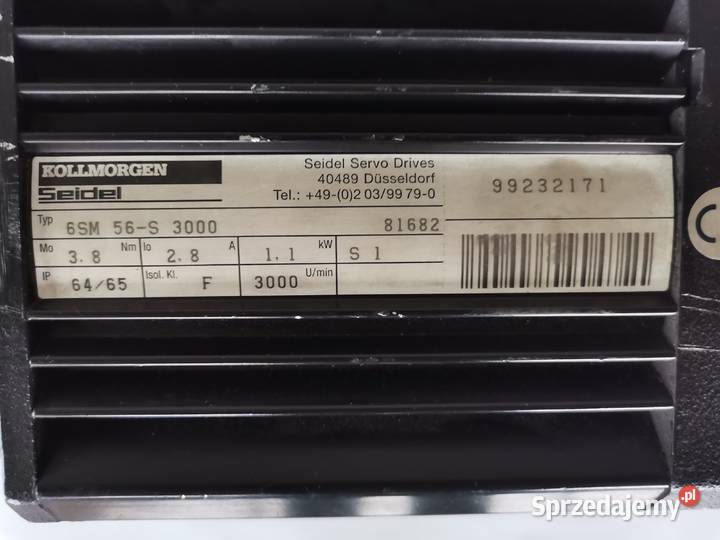 KOLLMORGEN
Seidel
Seidel Servo Drives
40489 Düsseldorf
Tel.: +49-(0)2 03/99 79-0
99232171
Typ 6SM 56-S 3000 81682
Mo 3.8 Nm Io 2.8 A 1.1 kW S 1
IP 64/65 Isol. Kl. F 3000 U/min
C
Sprzedajemy.pl